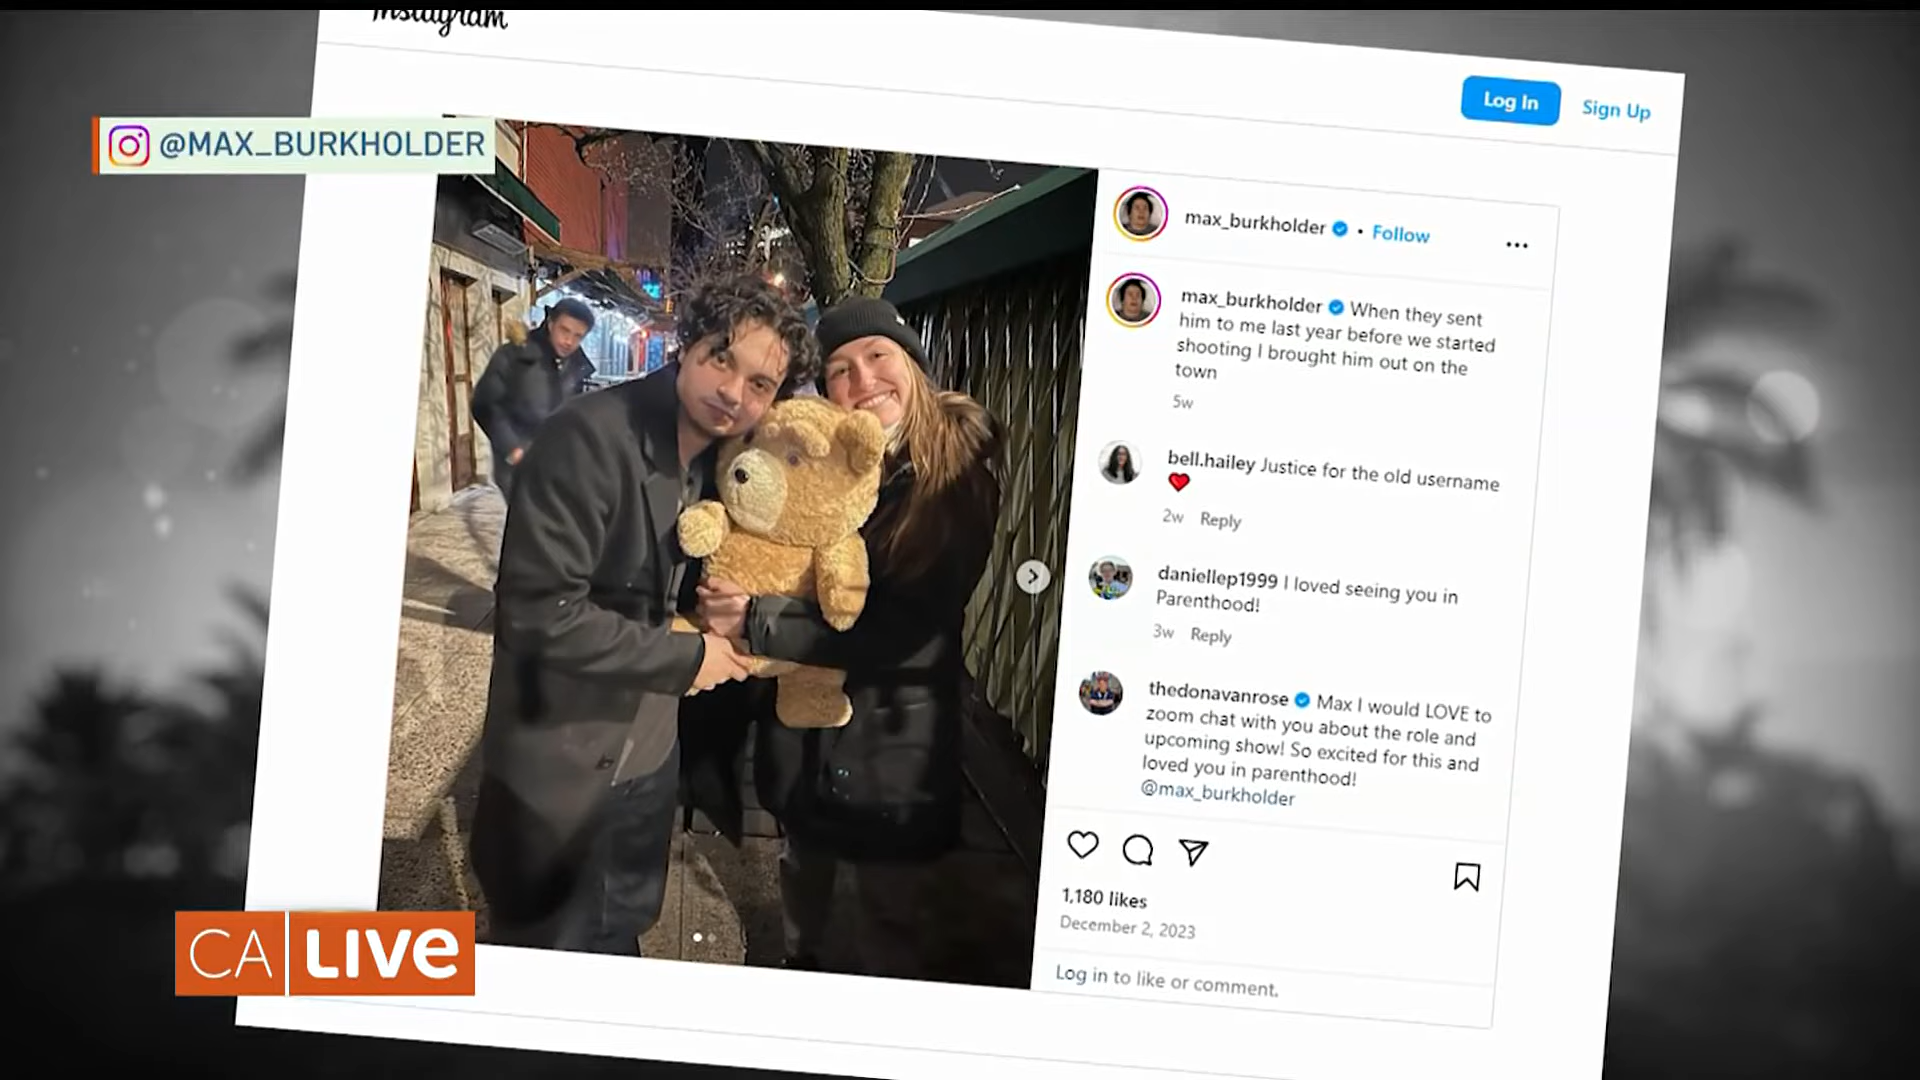 Instagram
Log In
Sign Up
@MAX_BURKHOLDER
max_burkholder • Follow
max_burkholder When they sent
him to me last year before we started
shooting I brought him out on the
town
5w
bell.hailey Justice for the old username
❤️
2w Reply
daniellep1999 I loved seeing you in
Parenthood!
3w Reply
thedonavanrose Max I would LOVE to
zoom chat with you about the role and
upcoming show! So excited for this and
loved you in parenthood!
@max_burkholder
1,180 likes
December 2, 2023
Log in to like or comment.
CA LIVE